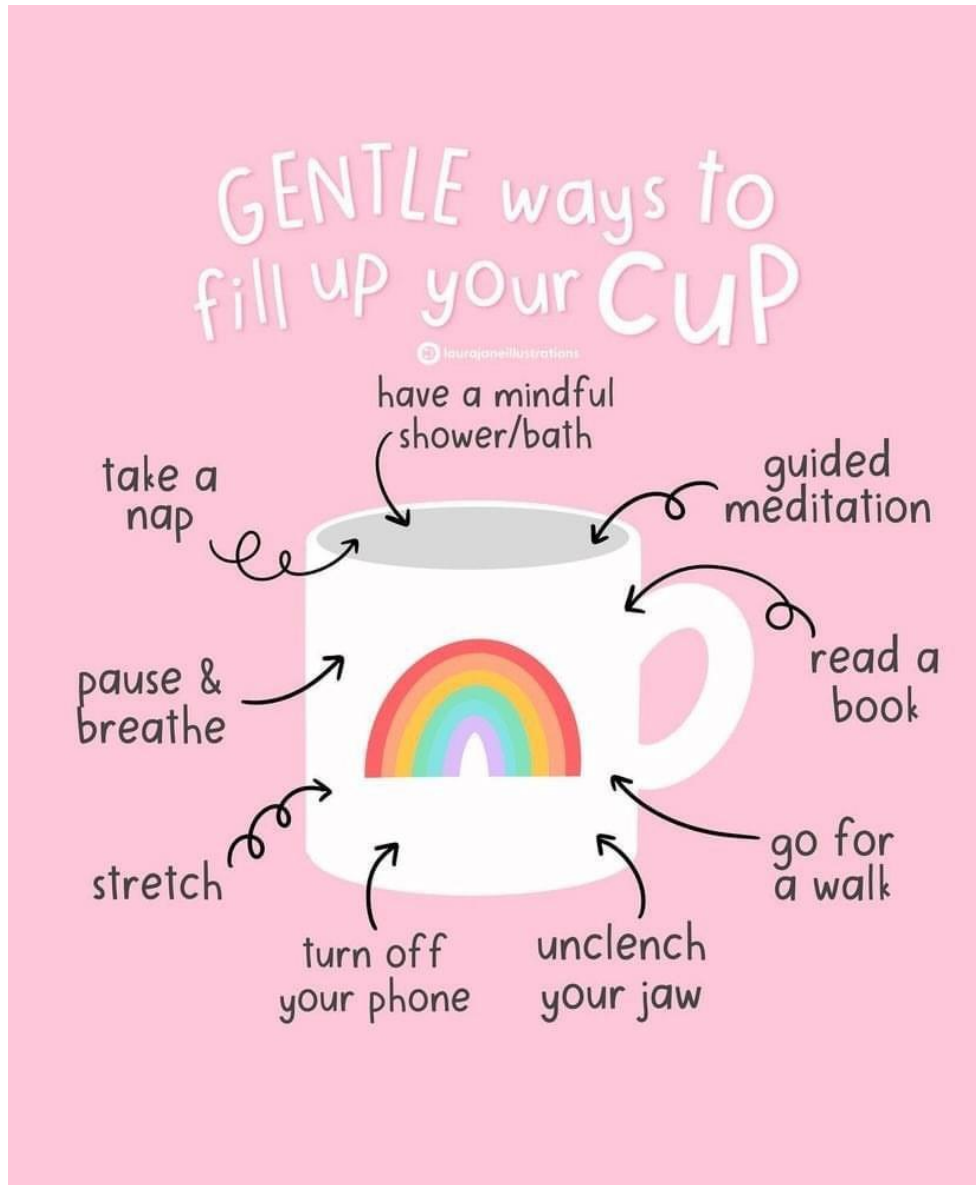 GENTLE ways to
fill up your CUP
laurajaneillustrations
have a mindful
shower/bath
take a
nap
guided
meditation
pause &
breathe
read a
book
stretch
go for
a walk
turn off
your phone
unclench
your jaw